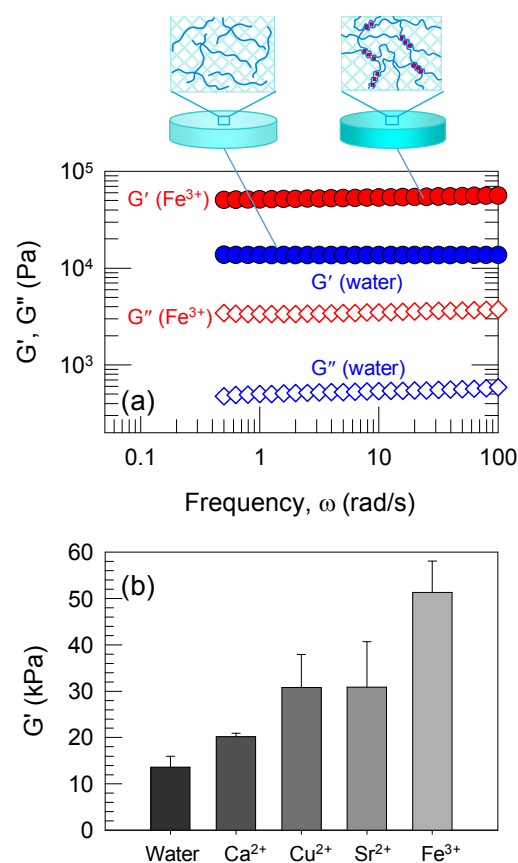 10⁵
G′ (Fe³⁺)
10⁴
G′ (water)
G″ (Fe³⁺)
10³
G″ (water)
(a)
G′, G″ (Pa)
0.1 1 10 100
Frequency, ω (rad/s)
(b)
60
50
40
30
20
10
0
G′ (kPa)
Water Ca²⁺ Cu²⁺ Sr²⁺ Fe³⁺